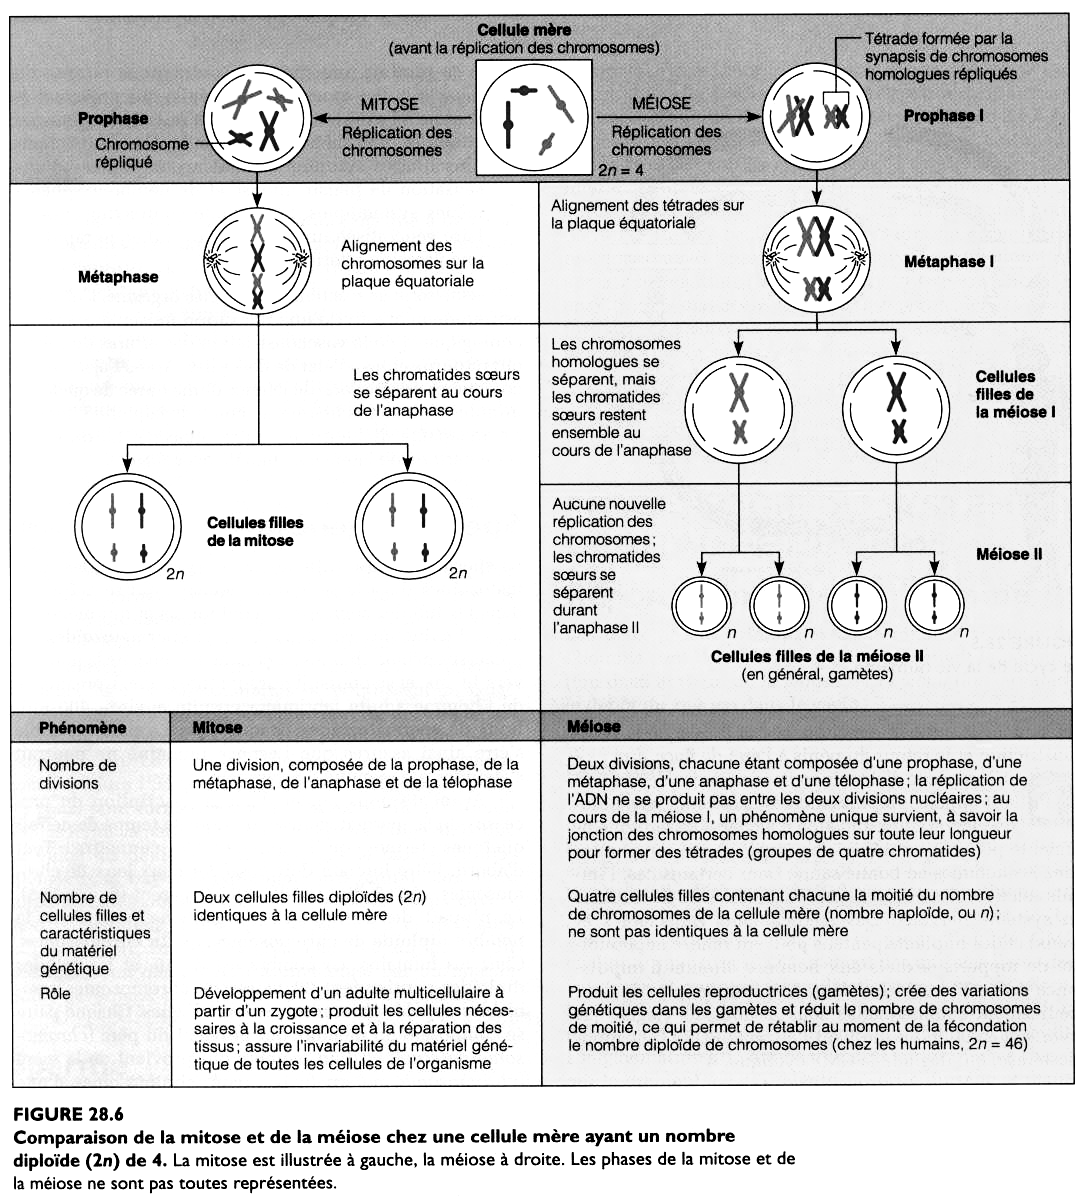 Cellule mère
(avant la réplication des chromosomes)
Tétrade formée par la
synapsis de chromosomes
homologues répliqués
MITOSE
Réplication des
chromosomes
MÉIOSE
Réplication des
chromosomes
2n = 4
Prophase
Chromosome
répliqué
Prophase I
Métaphase
Alignement des
chromosomes sur la
plaque équatoriale
Alignement des tétrades sur
la plaque équatoriale
Métaphase I
Les chromatides sœurs
se séparent au cours
de l'anaphase
Les chromosomes
homologues se
séparent, mais
les chromatides
sœurs restent
ensemble au
cours de l'anaphase
Cellules
filles de
la méiose I
Cellules filles
de la mitose
2n
2n
Aucune nouvelle
réplication des
chromosomes ;
les chromatides
sœurs se
séparent
durant
l'anaphase II
Méiose II
n
n
n
n
Cellules filles de la méiose II
(en général, gamètes)
Phénomène
Mitose
Méiose
Nombre de
divisions
Une division, composée de la prophase, de la
métaphase, de l'anaphase et de la télophase
Deux divisions, chacune étant composée d'une prophase, d'une
métaphase, d'une anaphase et d'une télophase ; la réplication de
l'ADN ne se produit pas entre les deux divisions nucléaires ; au
cours de la méiose I, un phénomène unique survient, à savoir la
jonction des chromosomes homologues sur toute leur longueur
pour former des tétrades (groupes de quatre chromatides)
Nombre de
cellules filles et
caractéristiques
du matériel
génétique
Deux cellules filles diploïdes (2n)
identiques à la cellule mère
Quatre cellules filles contenant chacune la moitié du nombre
de chromosomes de la cellule mère (nombre haploïde, ou n) ;
ne sont pas identiques à la cellule mère
Rôle
Développement d'un adulte multicellulaire à
partir d'un zygote ; produit les cellules néces-
saires à la croissance et à la réparation des
tissus ; assure l'invariabilité du matériel géné-
tique de toutes les cellules de l'organisme
Produit les cellules reproductrices (gamètes) ; crée des variations
génétiques dans les gamètes et réduit le nombre de chromosomes
de moitié, ce qui permet de rétablir au moment de la fécondation
le nombre diploïde de chromosomes (chez les humains, 2n = 46)
FIGURE 28.6
Comparaison de la mitose et de la méiose chez une cellule mère ayant un nombre
diploïde (2n) de 4. La mitose est illustrée à gauche, la méiose à droite. Les phases de la mitose et de
la méiose ne sont pas toutes représentées.